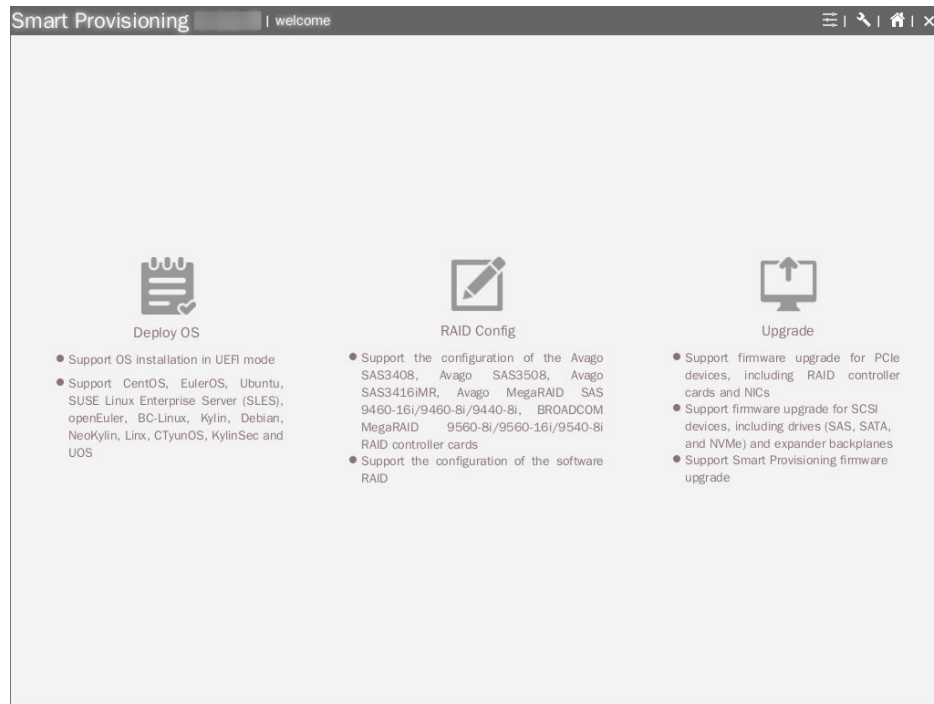 Smart Provisioning | welcome
Deploy OS
● Support OS installation in UEFI mode
● Support CentOS, EulerOS, Ubuntu,
SUSE Linux Enterprise Server (SLES),
openEuler, BC-Linux, Kylin, Debian,
NeoKylin, Linx, CTyunOS, KylinSec and
UOS
RAID Config
● Support the configuration of the Avago
SAS3408, Avago SAS3508, Avago
SAS3416iMR, Avago MegaRAID SAS
9460-16i/9460-8i/9440-8i, BROADCOM
MegaRAID 9560-8i/9560-16i/9540-8i
RAID controller cards
● Support the configuration of the software
RAID
Upgrade
● Support firmware upgrade for PCIe
devices, including RAID controller
cards and NICs
● Support firmware upgrade for SCSI
devices, including drives (SAS, SATA,
and NVMe) and expander backplanes
● Support Smart Provisioning firmware
upgrade